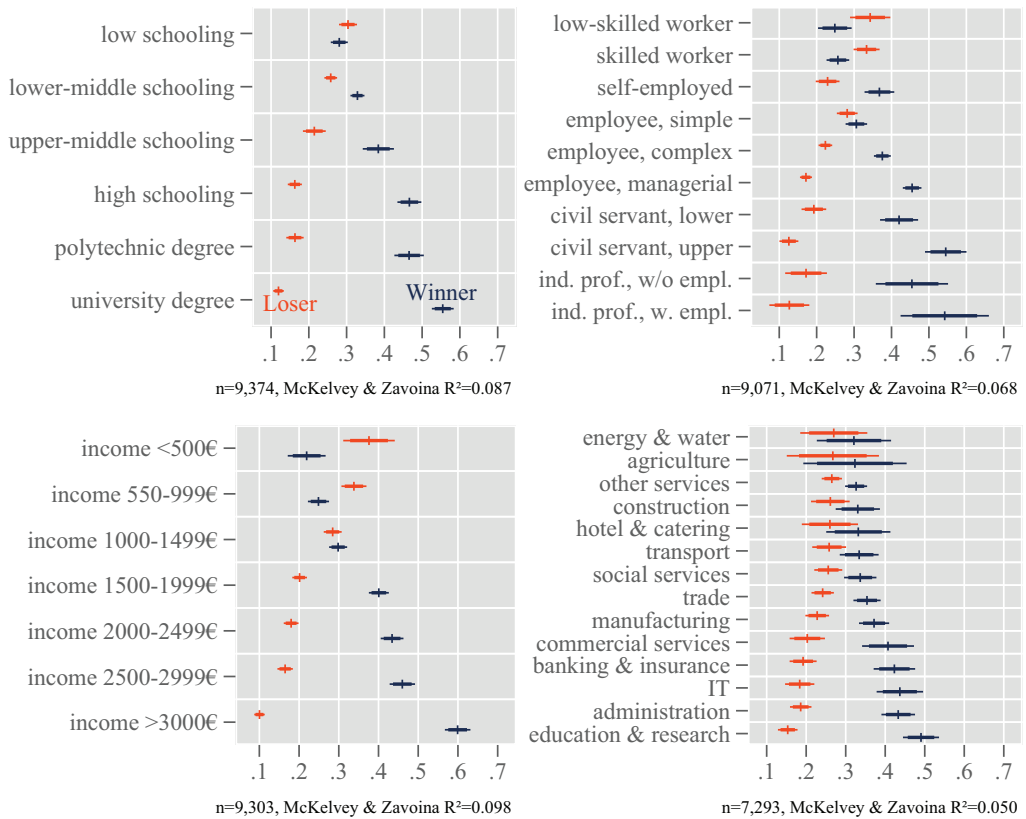 low schooling
lower-middle schooling
upper-middle schooling
high schooling
polytechnic degree
university degree
Loser
Winner
.1 .2 .3 .4 .5 .6 .7
n=9,374, McKelvey & Zavoina R²=0.087
low-skilled worker
skilled worker
self-employed
employee, simple
employee, complex
employee, managerial
civil servant, lower
civil servant, upper
ind. prof., w/o empl.
ind. prof., w. empl.
.1 .2 .3 .4 .5 .6 .7
n=9,071, McKelvey & Zavoina R²=0.068
income <500€
income 550-999€
income 1000-1499€
income 1500-1999€
income 2000-2499€
income 2500-2999€
income >3000€
.1 .2 .3 .4 .5 .6 .7
n=9,303, McKelvey & Zavoina R²=0.098
energy & water
agriculture
other services
construction
hotel & catering
transport
social services
trade
manufacturing
commercial services
banking & insurance
IT
administration
education & research
.1 .2 .3 .4 .5 .6 .7
n=7,293, McKelvey & Zavoina R²=0.050